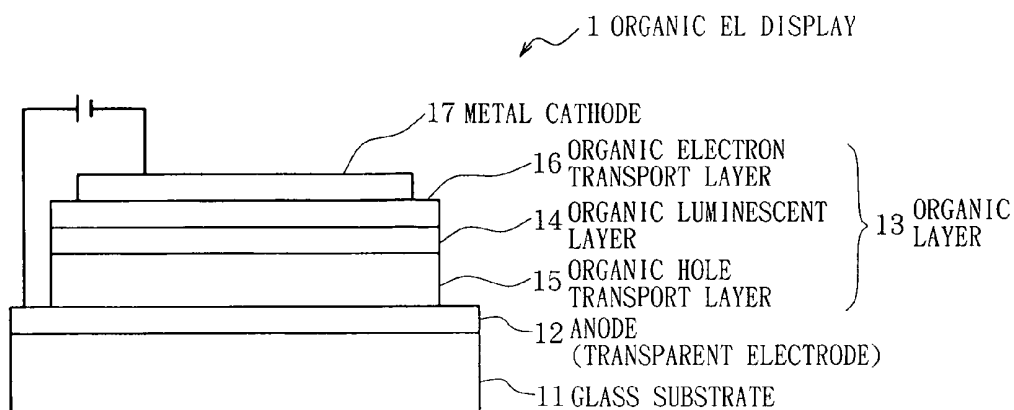 1 ORGANIC EL DISPLAY
17 METAL CATHODE
16 ORGANIC ELECTRON
TRANSPORT LAYER
14 ORGANIC LUMINESCENT
LAYER
13 ORGANIC
LAYER
15 ORGANIC HOLE
TRANSPORT LAYER
12 ANODE
(TRANSPARENT ELECTRODE)
11 GLASS SUBSTRATE